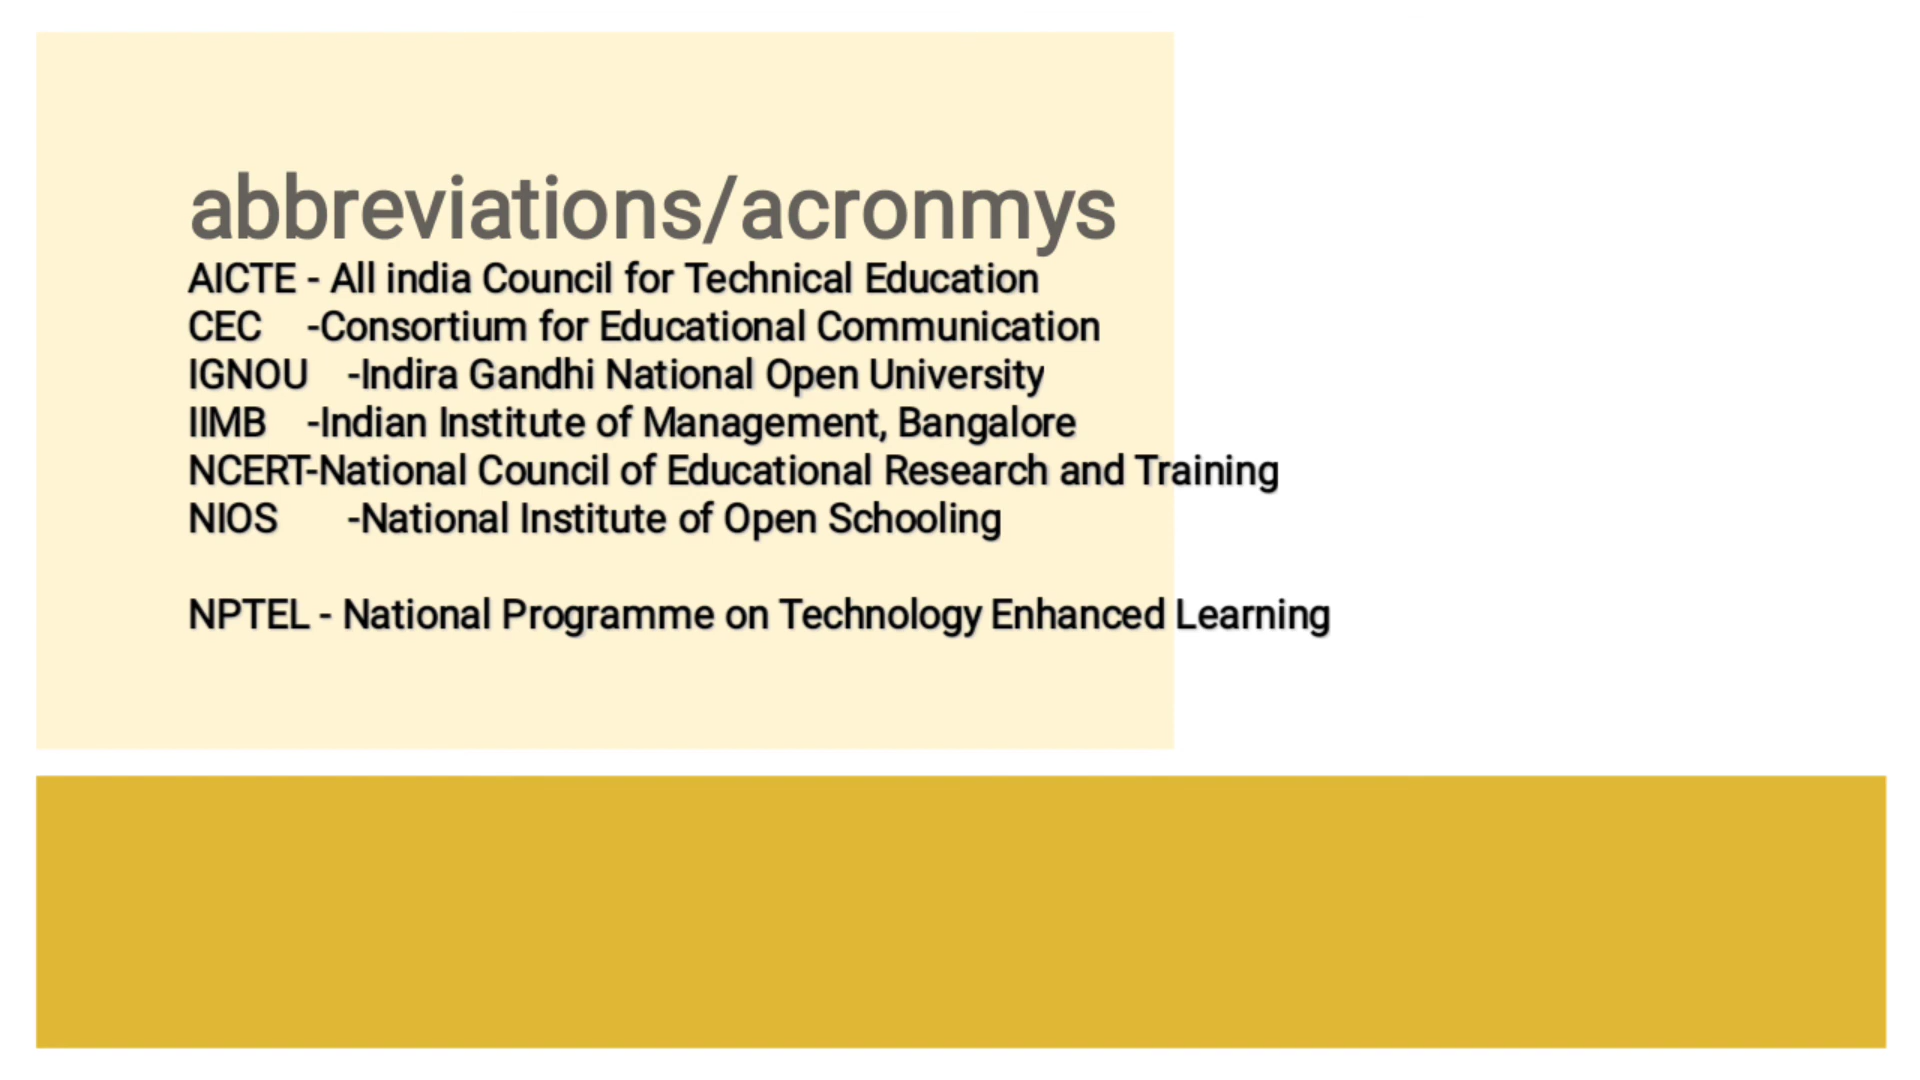 abbreviations/acronmys
AICTE - All india Council for Technical Education
CEC -Consortium for Educational Communication
IGNOU -Indira Gandhi National Open University
IIMB -Indian Institute of Management, Bangalore
NCERT-National Council of Educational Research and Training
NIOS -National Institute of Open Schooling
NPTEL - National Programme on Technology Enhanced Learning